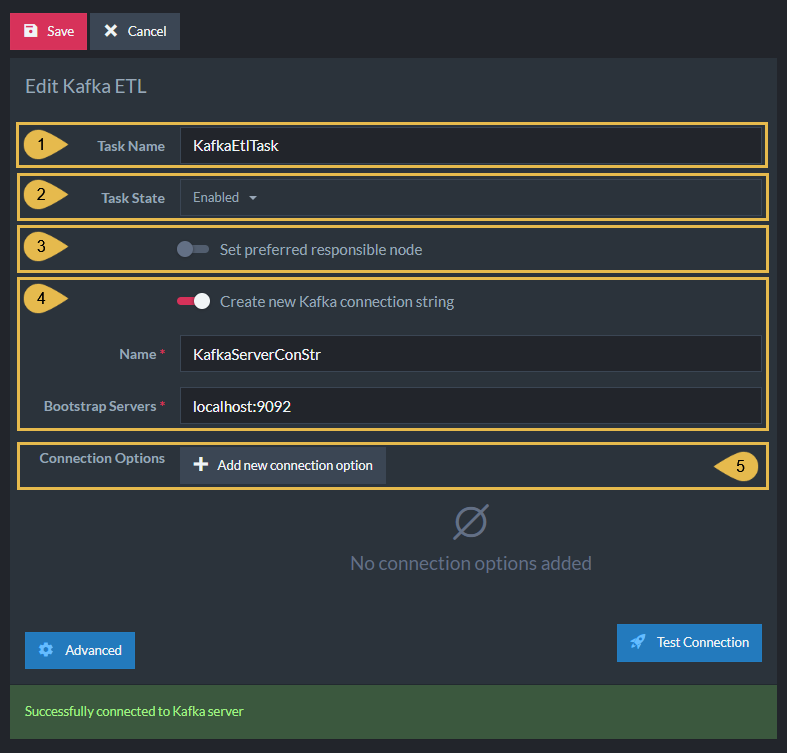 Save Cancel
Edit Kafka ETL
1 Task Name KafkaEtlTask
2 Task State Enabled
3 Set preferred responsible node
4 Create new Kafka connection string
Name * KafkaServerConStr
Bootstrap Servers * localhost:9092
Connection Options Add new connection option 5
No connection options added
Advanced Test Connection
Successfully connected to Kafka server